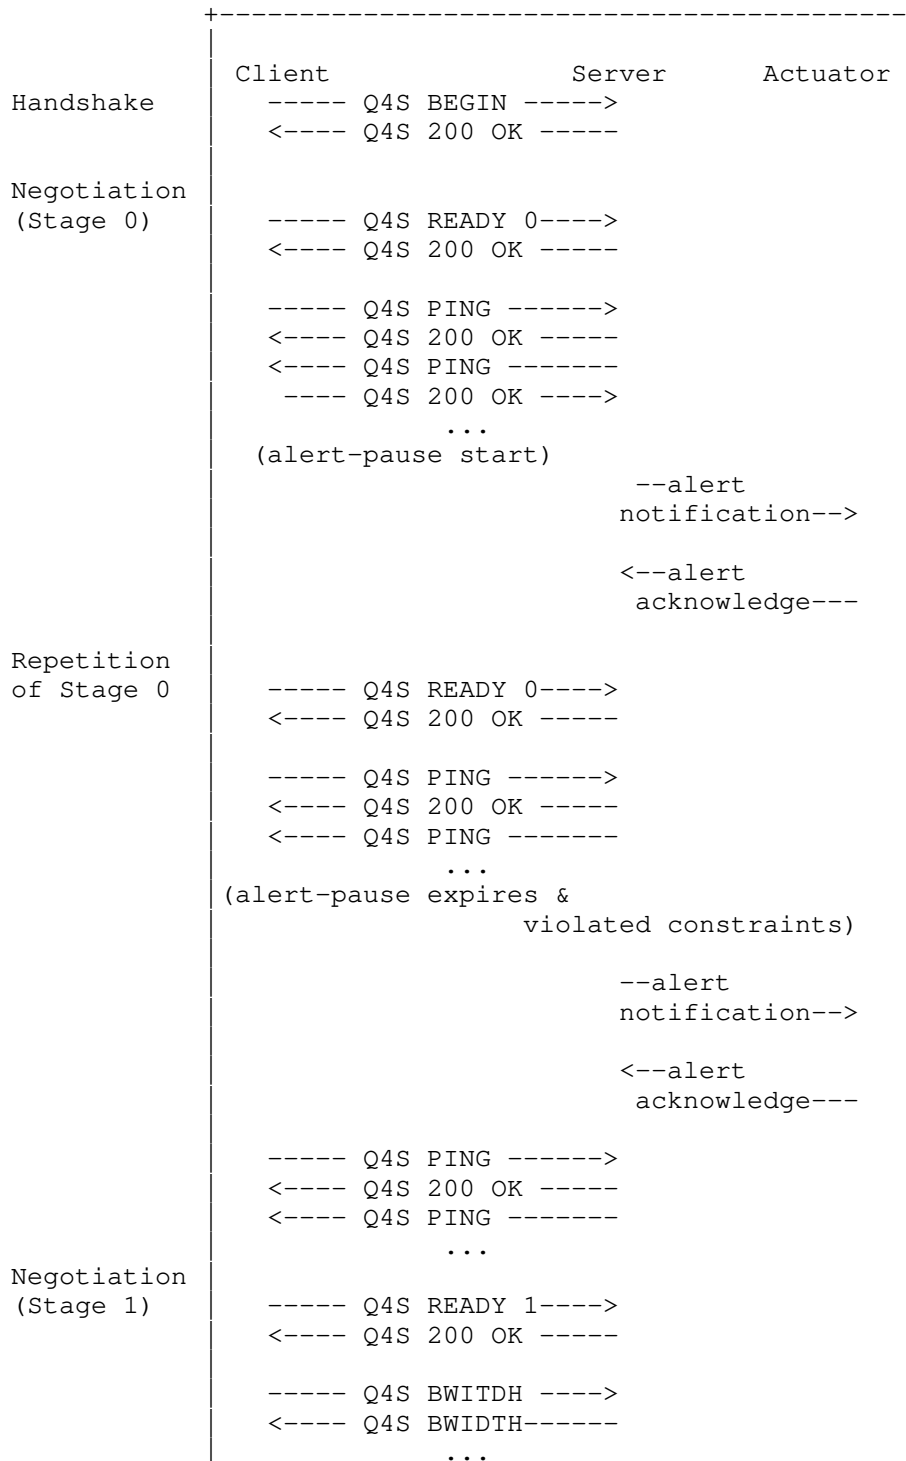 +-------------------------------------------
Client Server Actuator
Handshake ----- Q4S BEGIN ----->
<---- Q4S 200 OK -----
Negotiation
(Stage 0) ----- Q4S READY 0---->
<---- Q4S 200 OK -----
----- Q4S PING ------>
<---- Q4S 200 OK -----
<---- Q4S PING -------
---- Q4S 200 OK ---->
...
(alert-pause start)
--alert
notification-->
<--alert
acknowledge---
Repetition
of Stage 0 ----- Q4S READY 0---->
<---- Q4S 200 OK -----
----- Q4S PING ------>
<---- Q4S 200 OK -----
<---- Q4S PING -------
...
(alert-pause expires &
violated constraints)
--alert
notification-->
<--alert
acknowledge---
----- Q4S PING ------>
<---- Q4S 200 OK -----
<---- Q4S PING -------
...
Negotiation
(Stage 1) ----- Q4S READY 1---->
<---- Q4S 200 OK -----
----- Q4S BWITDH ---->
<---- Q4S BWIDTH------
...